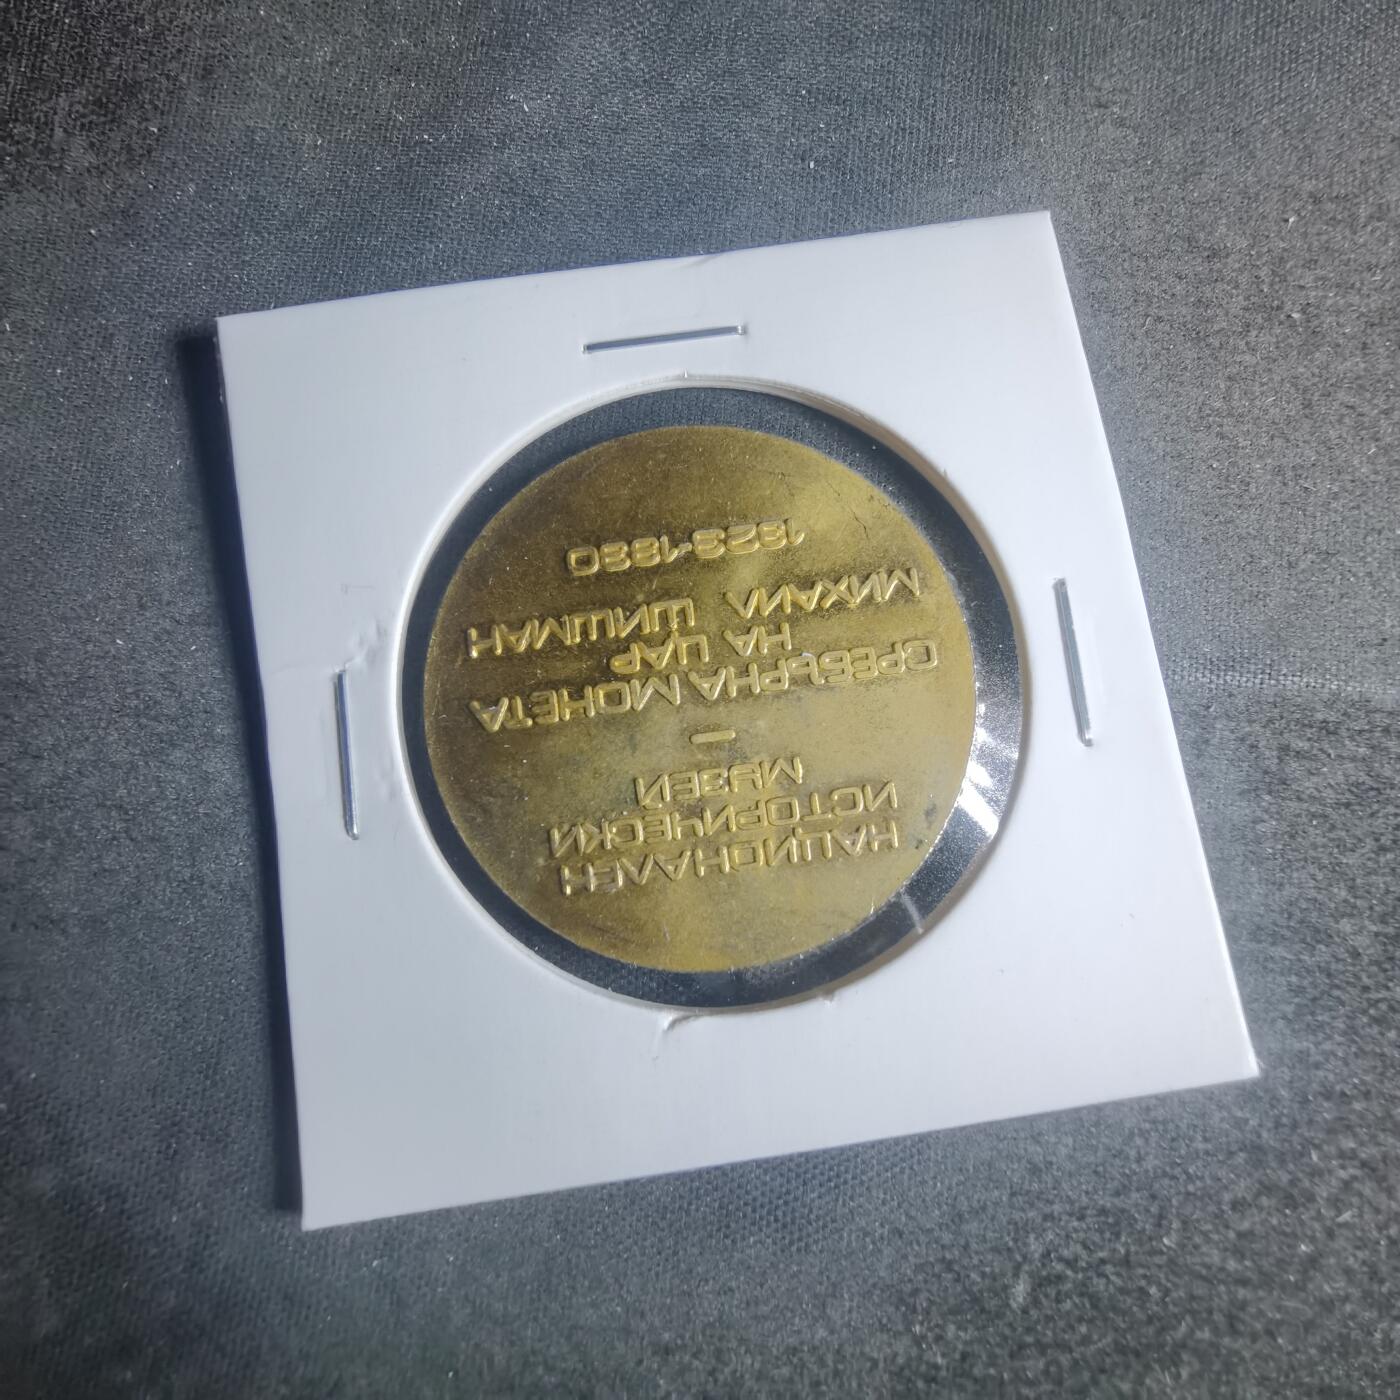 НАЦИОНАЛЕН
ИСТОРИЧЕСКИ
МУЗЕЙ
–
СРЕБЪРНА МОНЕТА
НА ЦАР
МИХАИЛ ШИШМАН
1323-1330